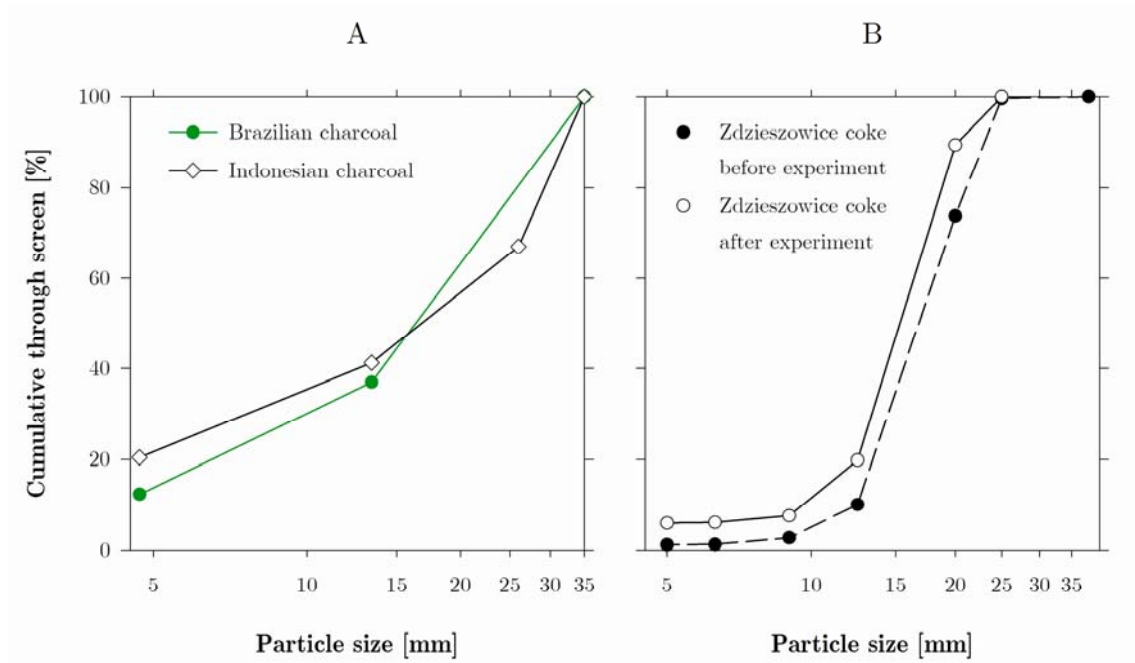 A
B
Cumulative through screen [%]
100
80
60
40
20
0
Brazilian charcoal
Indonesian charcoal
Zdzieszowice coke
before experiment
Zdzieszowice coke
after experiment
5 10 15 20 25 30 35
5 10 15 20 25 30 35
Particle size [mm]
Particle size [mm]